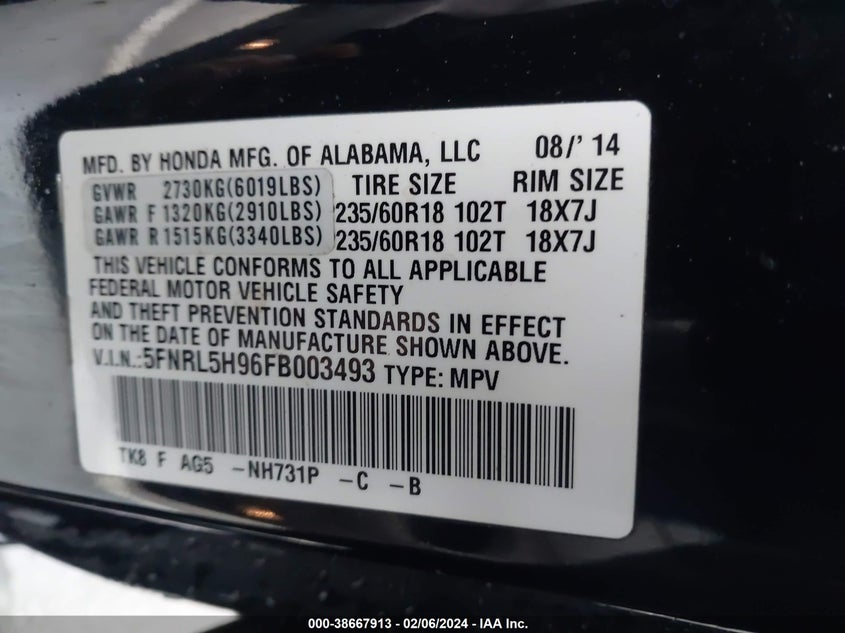 MFD. BY HONDA MFG. OF ALABAMA, LLC 08/' 14
GVWR 2730KG(6019LBS) TIRE SIZE RIM SIZE
GAWR F 1320KG(2910LBS) 235/60R18 102T 18X7J
GAWR R 1515KG(3340LBS) 235/60R18 102T 18X7J
THIS VEHICLE CONFORMS TO ALL APPLICABLE
FEDERAL MOTOR VEHICLE SAFETY
AND THEFT PREVENTION STANDARDS IN EFFECT
ON THE DATE OF MANUFACTURE SHOWN ABOVE.
V.I.N.:5FNRL5H96FB003493 TYPE: MPV
TK8 F AG5 -NH731P -C -B
000-38667913 - 02/06/2024 - IAA Inc.